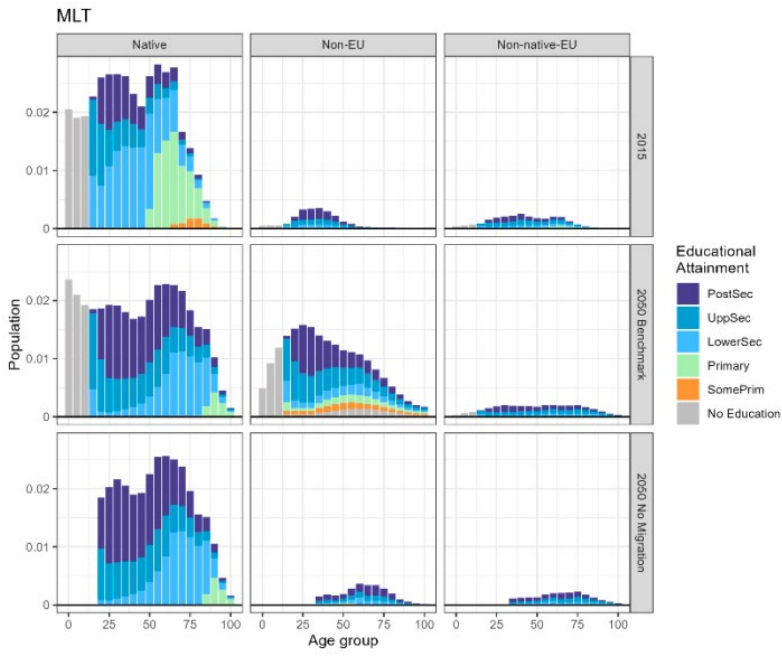 MLT
Native Non-EU Non-native-EU
0.02
0.01
0
2015
0.02
0.01
0
2050 Benchmark
0.02
0.01
0
2050 No Migration
Population
0 25 50 75 100 0 25 50 75 100 0 25 50 75 100
Age group
Educational
Attainment
PostSec
UppSec
LowerSec
Primary
SomePrim
No Education